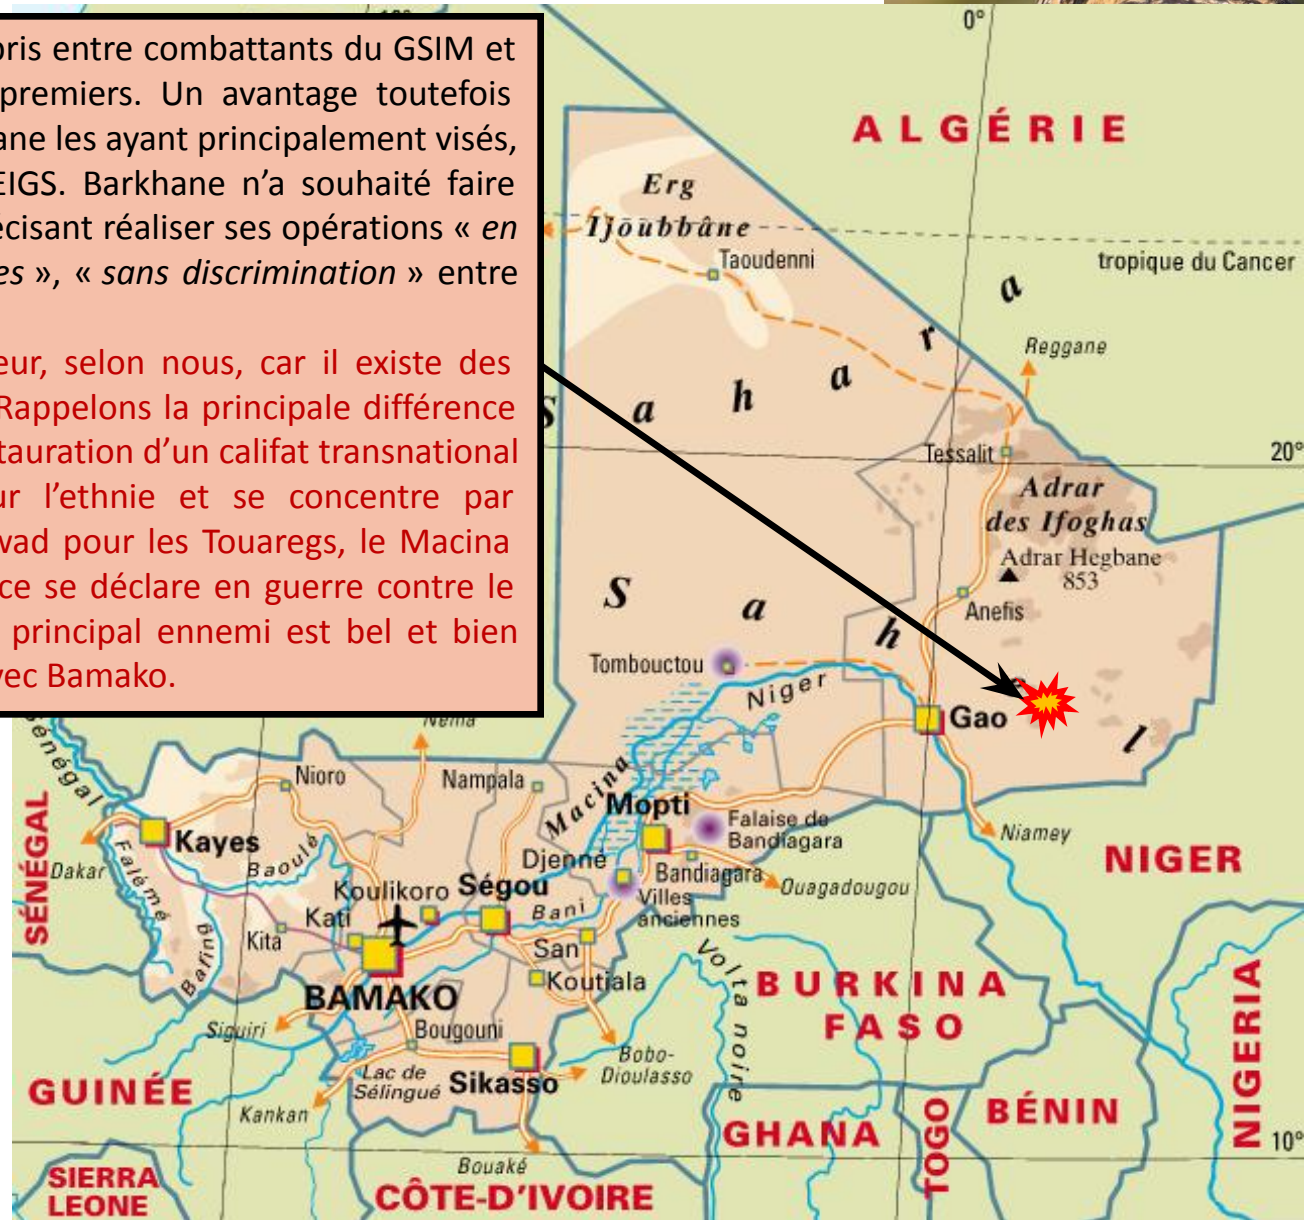 pris entre combattants du GSIM et
premiers. Un avantage toutefois
ane les ayant principalement visés,
EIGS. Barkhane n’a souhaité faire
écisant réaliser ses opérations « en
es », « sans discrimination » entre
eur, selon nous, car il existe des
Rappelons la principale différence
tauration d’un califat transnational
ur l’ethnie et se concentre par
wad pour les Touaregs, le Macina
ce se déclare en guerre contre le
principal ennemi est bel et bien
vec Bamako.
0°
ALGÉRIE
Erg
Ijoubbâne
Taoudenni
tropique du Cancer
Sahara
Reggane
Tessalit
20°
Adrar
des Ifoghas
Adrar Hegbane
853
Anefis
Sahel
Tombouctou
Niger
Gao
Sénégal
Néma
Nioro
Nampala
Macina
Mopti
Falaise de
Bandiagara
Niamey
NIGER
SÉNÉGAL
Kayes
Dakar
Falémé
Baoulé
Djenné
Bandiagara
Ouagadougou
Koulikoro
Ségou
Villes
anciennes
Kati
Bani
Kita
Bafing
San
Koutiala
Volta noire
BURKINA
FASO
NIGERIA
BAMAKO
Siguiri
Bougouni
Bobo-
Dioulasso
Lac de
Sélingué
Sikasso
GUINÉE
Kankan
GHANA
TOGO
BÉNIN
10°
Bouaké
SIERRA
LEONE
CÔTE-D'IVOIRE